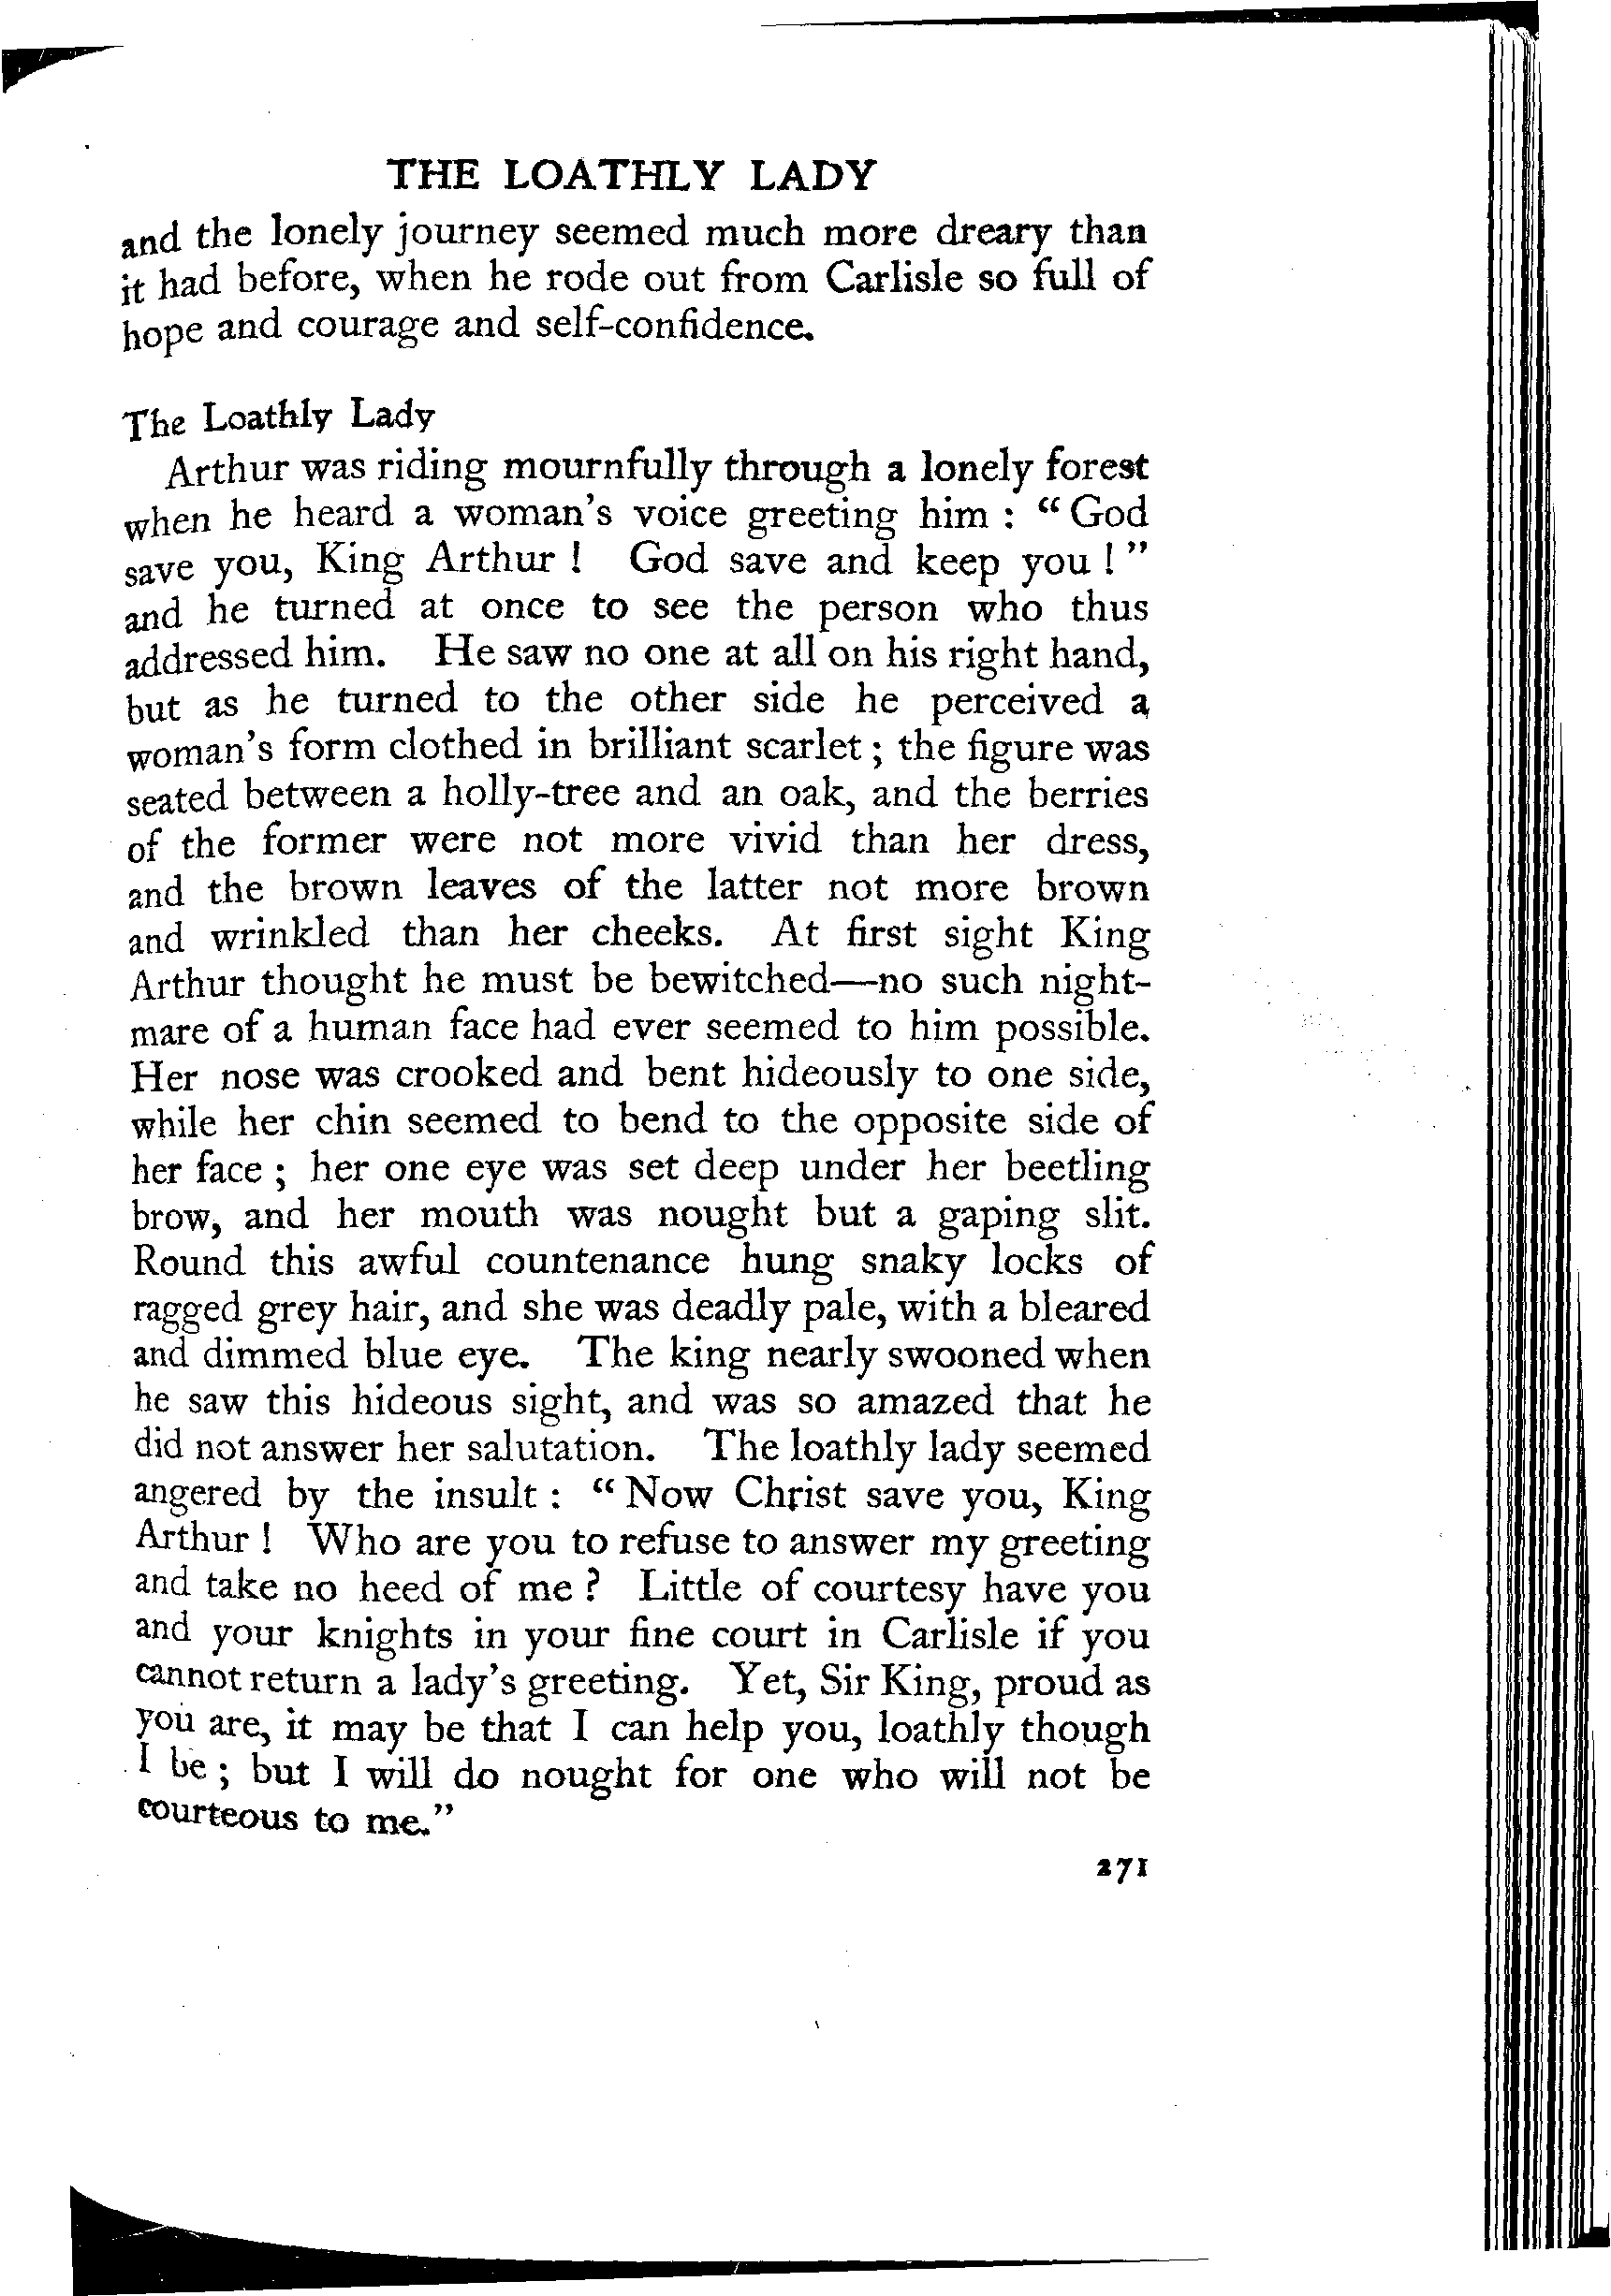 THE LOATHLY LADY
and the lonely journey seemed much more dreary than
it had before, when he rode out from Carlisle so full of
hope and courage and self-confidence.
The Loathly Lady
Arthur was riding mournfully through a lonely forest
when he heard a woman's voice greeting him : “ God
save you, King Arthur ! God save and keep you ! ”
and he turned at once to see the person who thus
addressed him. He saw no one at all on his right hand,
but as he turned to the other side he perceived a
woman's form clothed in brilliant scarlet ; the figure was
seated between a holly-tree and an oak, and the berries
of the former were not more vivid than her dress,
and the brown leaves of the latter not more brown
and wrinkled than her cheeks. At first sight King
Arthur thought he must be bewitched—no such night-
mare of a human face had ever seemed to him possible.
Her nose was crooked and bent hideously to one side,
while her chin seemed to bend to the opposite side of
her face ; her one eye was set deep under her beetling
brow, and her mouth was nought but a gaping slit.
Round this awful countenance hung snaky locks of
ragged grey hair, and she was deadly pale, with a bleared
and dimmed blue eye. The king nearly swooned when
he saw this hideous sight, and was so amazed that he
did not answer her salutation. The loathly lady seemed
angered by the insult : “ Now Christ save you, King
Arthur ! Who are you to refuse to answer my greeting
and take no heed of me ? Little of courtesy have you
and your knights in your fine court in Carlisle if you
cannot return a lady's greeting. Yet, Sir King, proud as
you are, it may be that I can help you, loathly though
I be ; but I will do nought for one who will not be
courteous to me.”
271